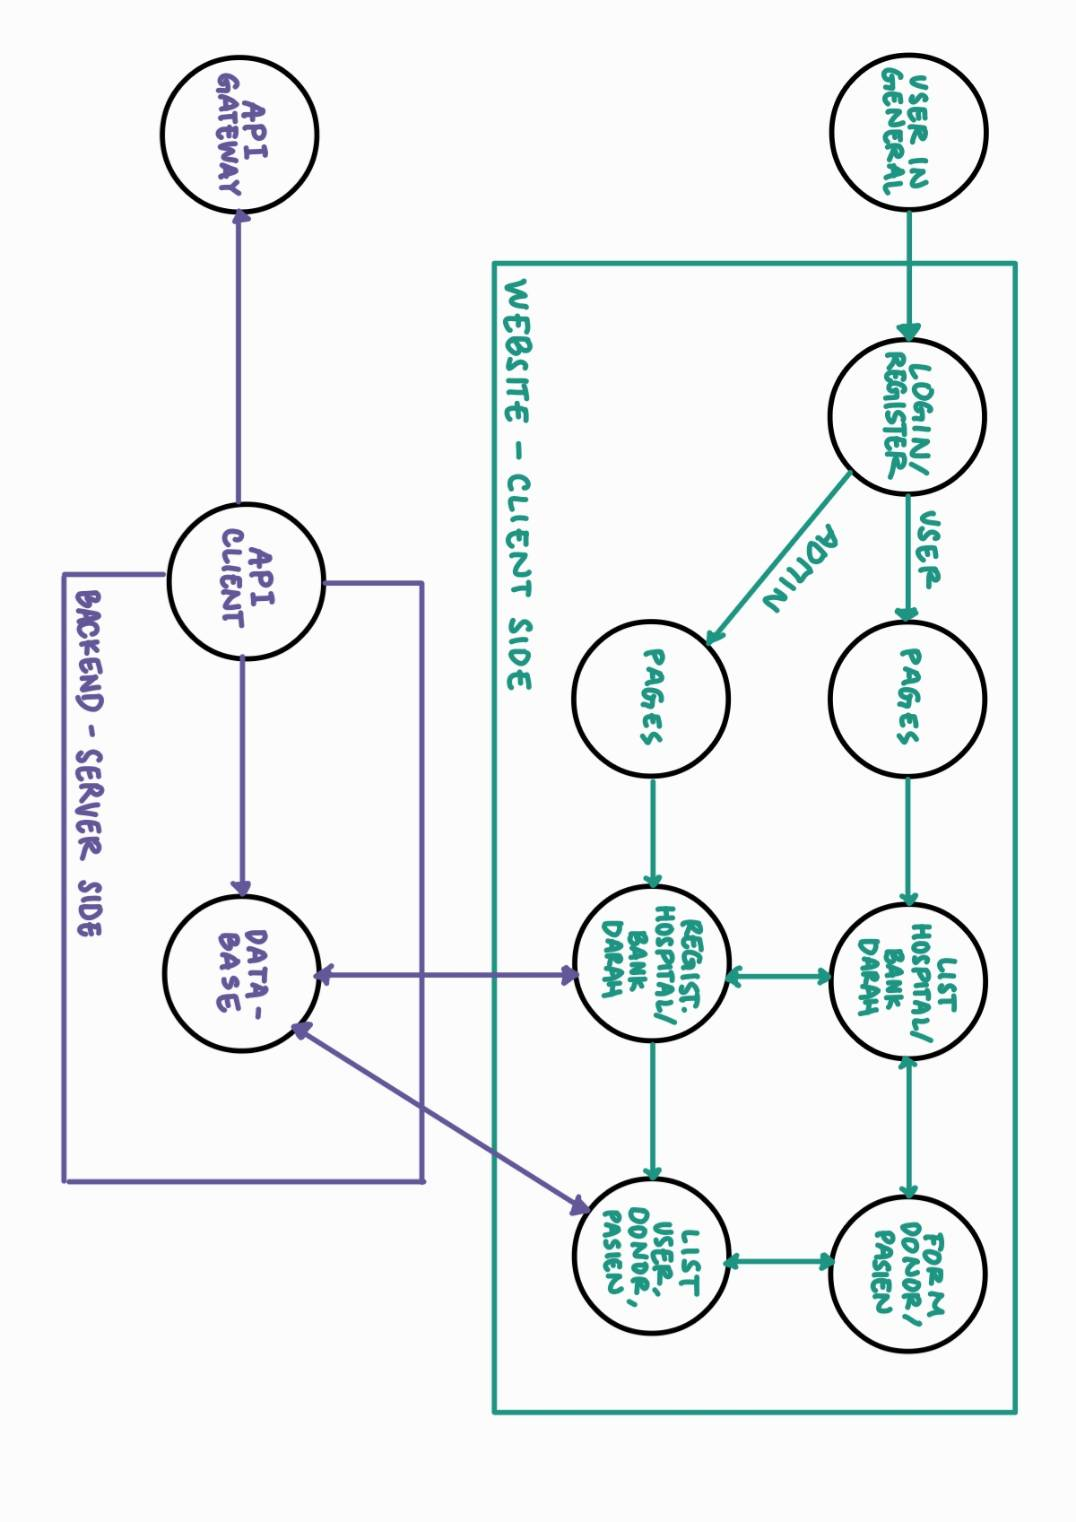 USER IN
GENERAL
LOGIN/
REGISTER
USER
ADMIN
PAGES
LIST
HOSPITAL/
BANK
DARAH
FORM
DONOR/
PASIEN
PAGES
REGIST.
HOSPITAL/
BANK
DARAH
LIST
USER,
DONOR,
PASIEN,
WEBSITE - CLIENT SIDE
API
GATEWAY
API
CLIENT
DATA-
BASE
BACKEND - SERVER SIDE